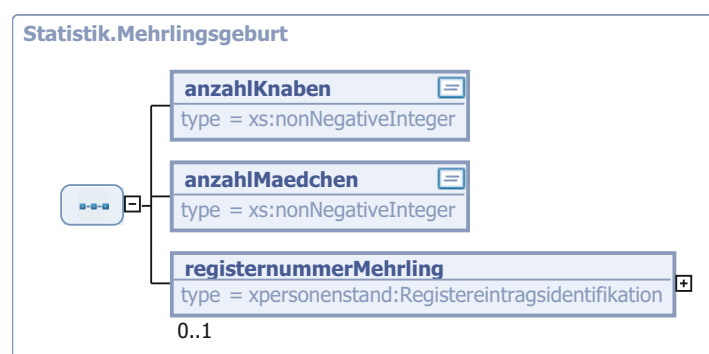 Statistik.Mehrlingsgeburt
anzahlKnaben
type = xs:nonNegativeInteger
anzahlMaedchen
type = xs:nonNegativeInteger
registernummerMehrling
type = xpersonenstand:Registereintragsidentifikation
0..1